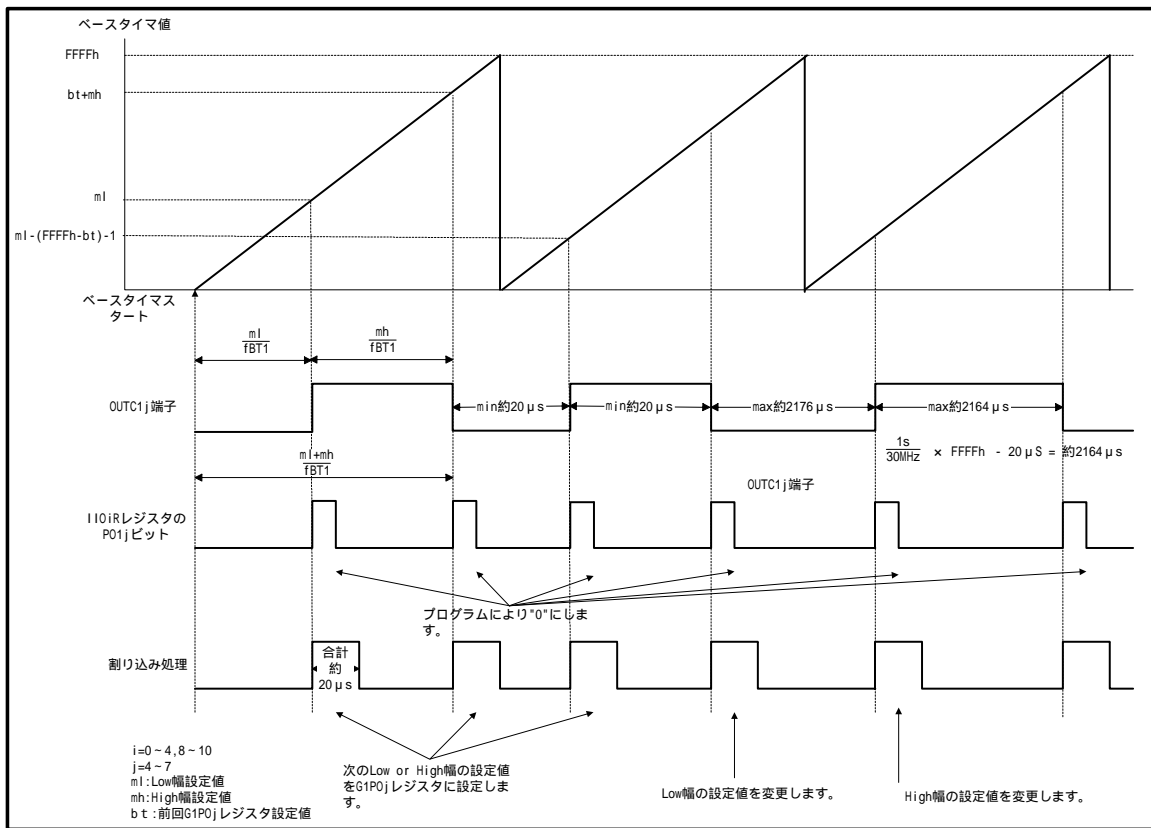 ベースタイマ値
FFFFh
bt+mh
ml
ml-(FFFFh-bt)-1
ベースタイマス
タート
ml
fBT1
mh
fBT1
OUTC1j端子
min約20μs
min約20μs
max約2176μs
max約2164μs
ml+mh
fBT1
1s
30MHz × FFFFh - 20μS = 約2164μs
OUTC1j端子
IIOiRレジスタの
PO1jビット
プログラムにより"0"にしま
す。
割り込み処理
合計
約
20μs
i=0~4,8~10
j=4~7
ml:Low幅設定値
mh:High幅設定値
bt:前回G1POjレジスタ設定値
次のLow or High幅の設定値
をG1POjレジスタに設定しま
す。
Low幅の設定値を変更します。
High幅の設定値を変更します。